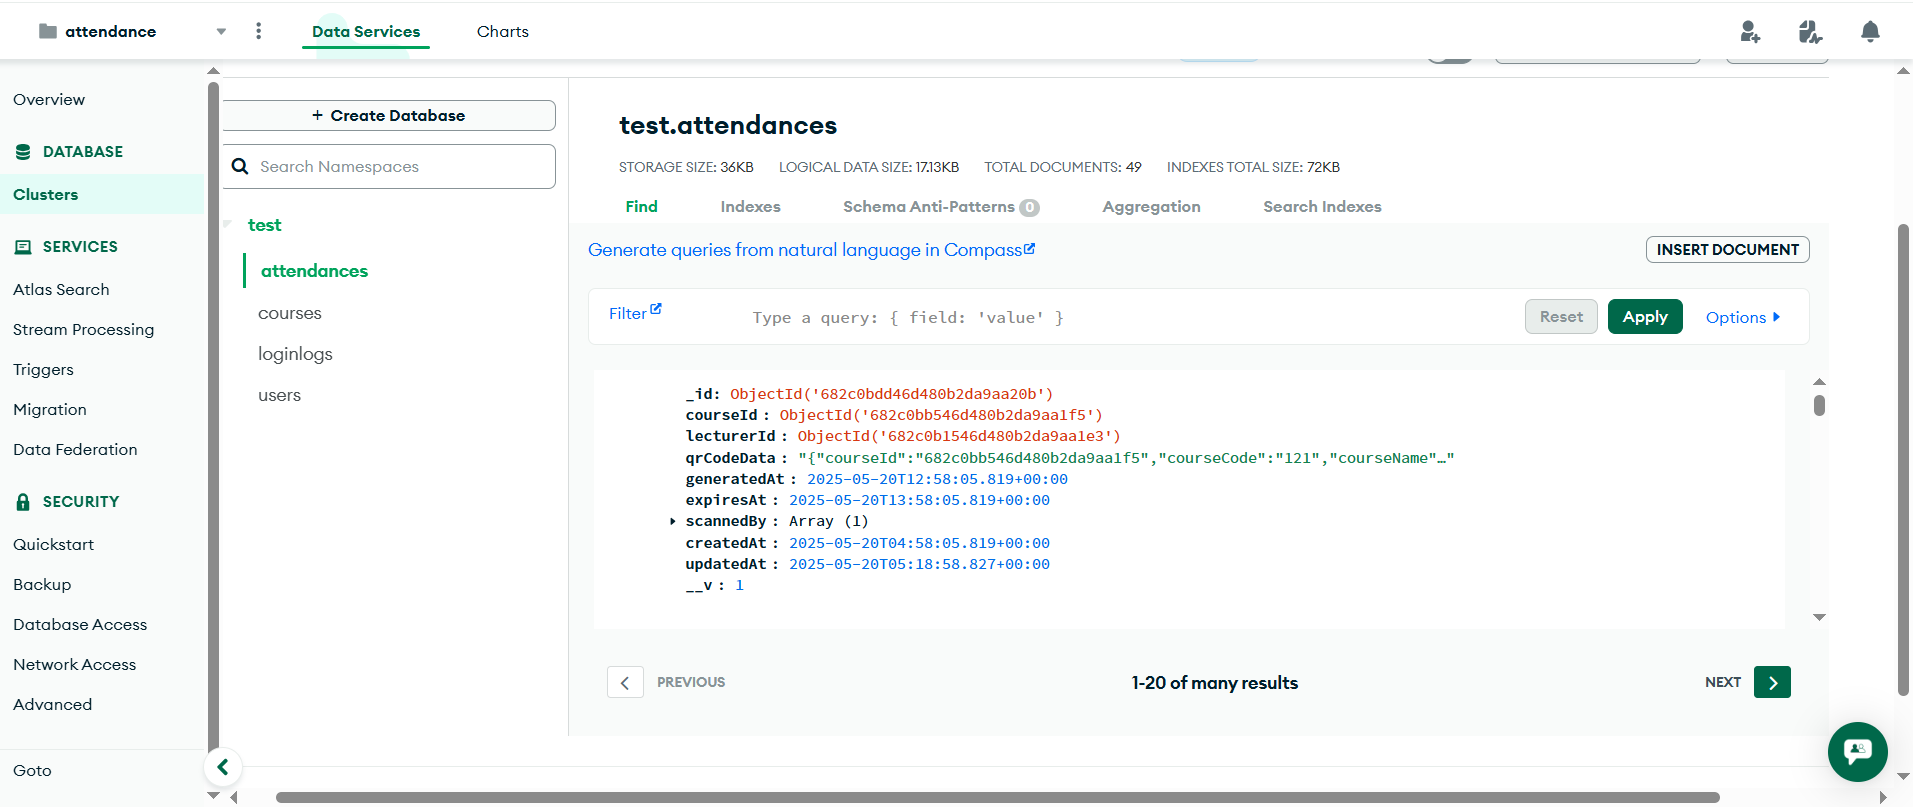 attendance
Data Services
Charts
Overview
DATABASE
Clusters
SERVICES
Atlas Search
Stream Processing
Triggers
Migration
Data Federation
SECURITY
Quickstart
Backup
Database Access
Network Access
Advanced
Goto
+ Create Database
Search Namespaces
test
attendances
courses
loginlogs
users
test.attendances
STORAGE SIZE: 36KB LOGICAL DATA SIZE: 17.13KB TOTAL DOCUMENTS: 49 INDEXES TOTAL SIZE: 72KB
Find Indexes Schema Anti-Patterns 0 Aggregation Search Indexes
Generate queries from natural language in Compass
INSERT DOCUMENT
Filter
Type a query: { field: 'value' }
Reset
Apply
Options
_id: ObjectId('682c0bdd46d480b2da9aa20b')
courseId : ObjectId('682c0bb546d480b2da9aa1f5')
lecturerId : ObjectId('682c0b1546d480b2da9aa1e3')
qrCodeData : "{"courseId":"682c0bb546d480b2da9aa1f5","courseCode":"121","courseName"…"
generatedAt : 2025-05-20T12:58:05.819+00:00
expiresAt : 2025-05-20T13:58:05.819+00:00
scannedBy : Array (1)
createdAt : 2025-05-20T04:58:05.819+00:00
updatedAt : 2025-05-20T05:18:58.827+00:00
__v : 1
PREVIOUS
1-20 of many results
NEXT